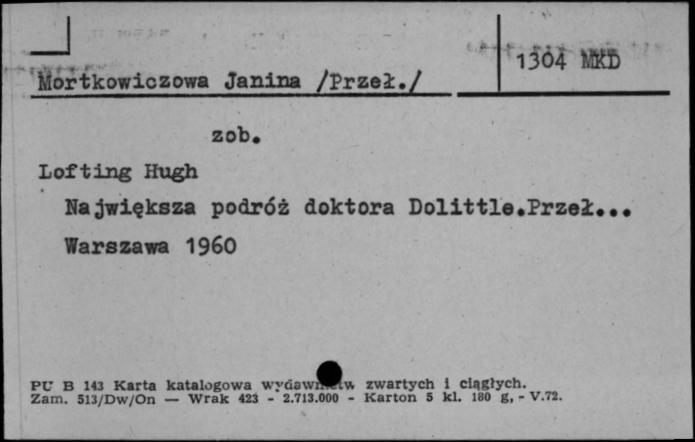 1304 MKD
Mortkowiczowa Janina /Przeł./
zob.
Lofting Hugh
Największa podróż doktora Dolittle.Przeł...
Warszawa 1960
PU B 143 Karta katalogowa wydawnictw zwartych i ciągłych.
Zam. 513/Dw/On — Wrak 423 - 2.713.000 - Karton 5 kl. 180 g, - V.72.